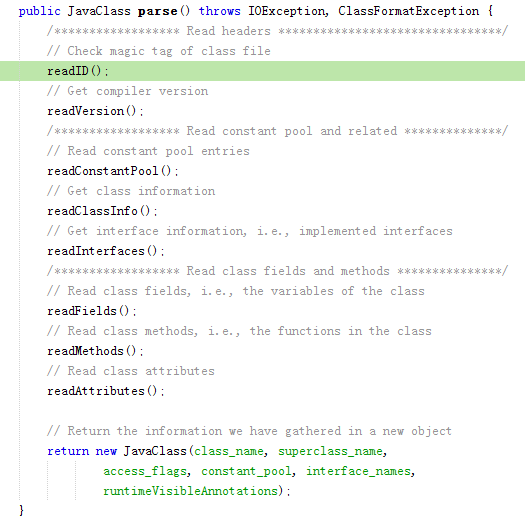 public JavaClass parse() throws IOException, ClassFormatException {
/****************** Read headers ********************************/
// Check magic tag of class file
readID();
// Get compiler version
readVersion();
/****************** Read constant pool and related **************/
// Read constant pool entries
readConstantPool();
// Get class information
readClassInfo();
// Get interface information, i.e., implemented interfaces
readInterfaces();
/****************** Read class fields and methods ***************/
// Read class fields, i.e., the variables of the class
readFields();
// Read class methods, i.e., the functions in the class
readMethods();
// Read class attributes
readAttributes();
// Return the information we have gathered in a new object
return new JavaClass(class_name, superclass_name,
access_flags, constant_pool, interface_names,
runtimeVisibleAnnotations);
}